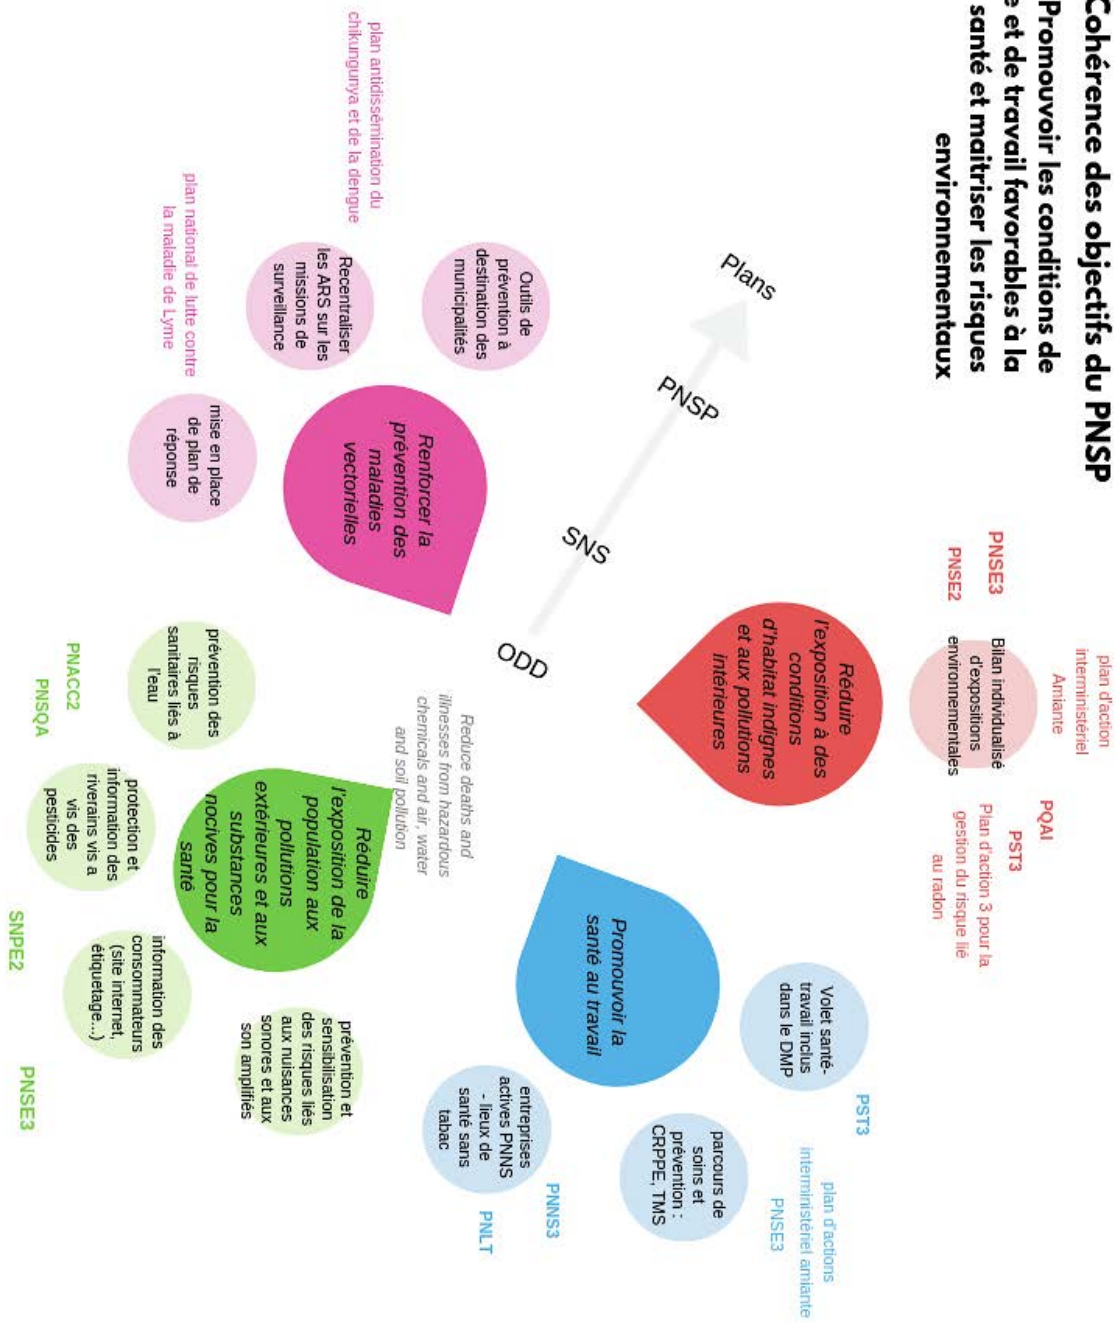 Cohérence des objectifs du PNSP
Promouvoir les conditions de
e et de travail favorables à la
santé et maitriser les risques
environnementaux
Plans
PNSP
SNS
ODD
Reduce deaths and
illnesses from hazardous
chemicals and air, water
and soil pollution
PNSE3
PNSE2
plan d'action
interministériel
Amiante
Bilan individualisé
d'expositions
environnementales
PQAI
PST3
Plan d'action 3 pour la
gestion du risque lié
au radon
Réduire
l'exposition à des
conditions
d'habitat indignes
et aux pollutions
intérieures
Volet santé-
travail inclus
dans le DMP
PST3
plan d'actions
interministériel amiante
PNSE3
parcours de
soins et
prévention :
CRPPE, TMS
Promouvoir la
santé au travail
entreprises
actives PNNS
- lieux de
santé sans
tabac
PNNS3
PNLT
Réduire
l'exposition de la
population aux
pollutions
extérieures et aux
substances
nocives pour la
santé
prévention et
sensibilisation
des risques liés
aux nuisances
sonores et aux
son amplifiés
information des
consommateurs
(site internet,
étiquetage...)
protection et
information des
riverains vis a
vis des
pesticides
prévention des
risques
sanitaires liés à
l'eau
PNACC2
PNSQA
SNPE2
PNSE3
Renforcer la
prévention des
maladies
vectorielles
Outils de
prévention à
destination des
municipalités
Recentraliser
les ARS sur les
missions de
surveillance
mise en place
de plan de
réponse
plan antidissémination du
chikungunya et de la dengue
plan national de lutte contre
la maladie de Lyme